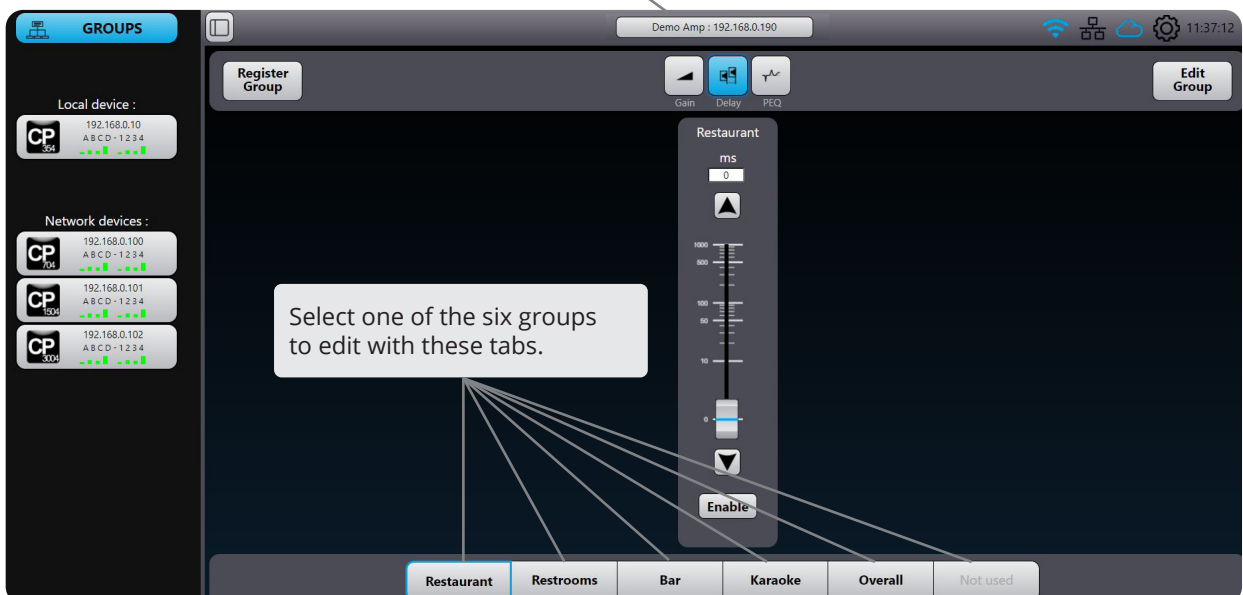 GROUPS
Demo Amp : 192.168.0.190
11:37:12
Register
Group
Gain
Delay
PEQ
Edit
Group
Local device :
CP
354
192.168.0.10
ABCD-1234
Network devices :
CP
704
192.168.0.100
ABCD-1234
CP
1504
192.168.0.101
ABCD-1234
CP
3004
192.168.0.102
ABCD-1234
Restaurant
ms
0
1000
500
100
50
10
0
Enable
Select one of the six groups
to edit with these tabs.
Restaurant
Restrooms
Bar
Karaoke
Overall
Not used